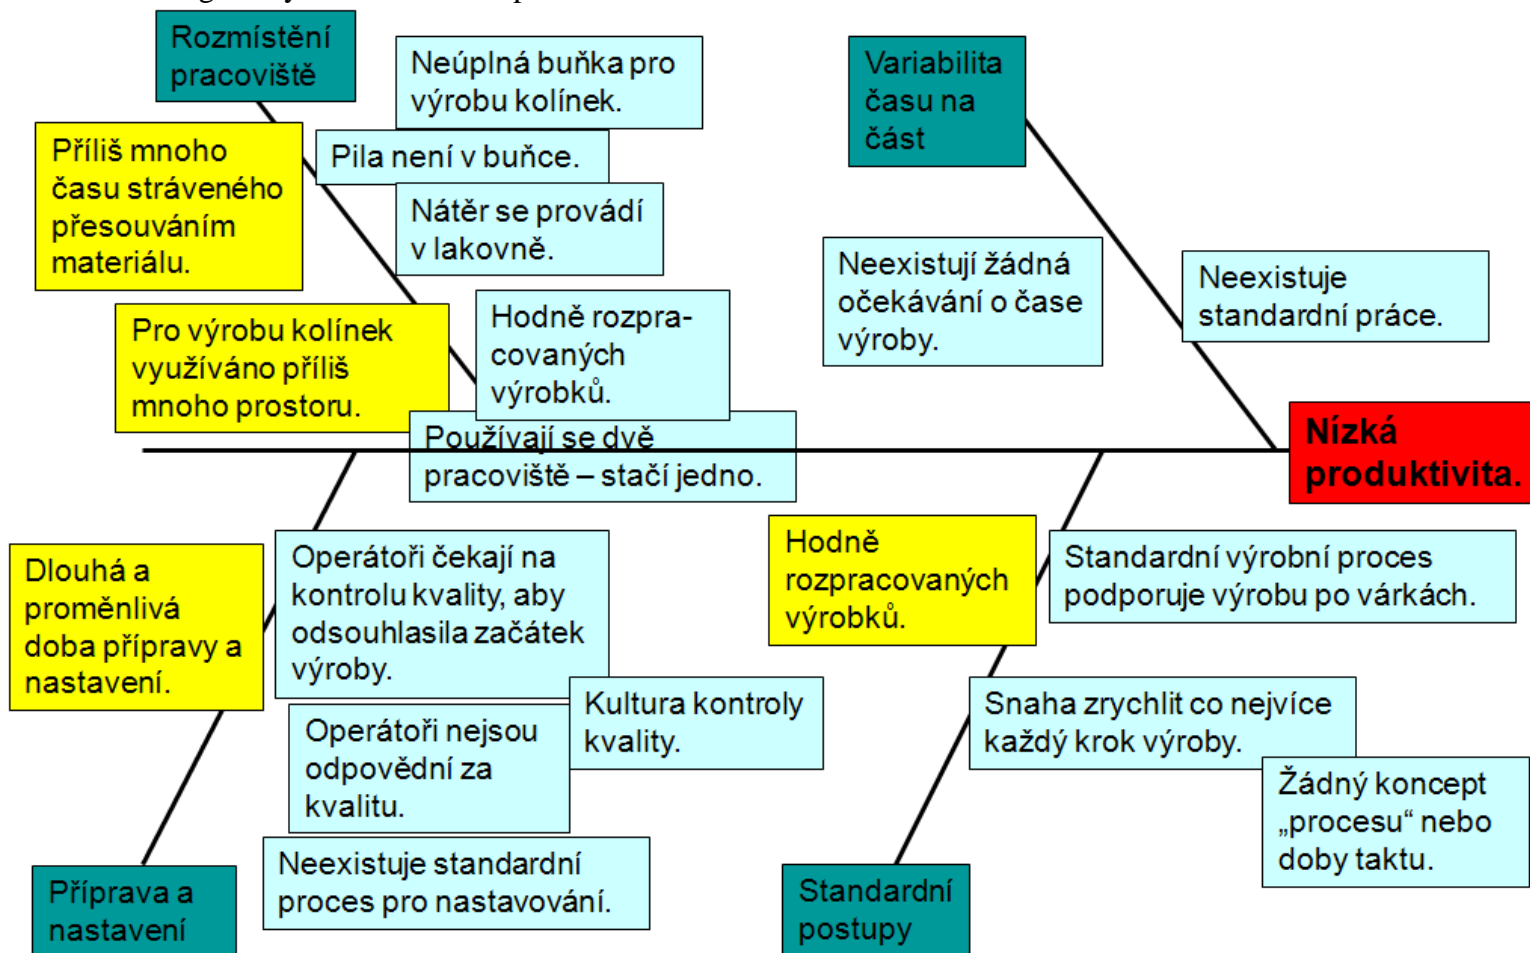 Rozmístění
pracoviště
Neúplná buňka pro
výrobu kolínek.
Variabilita
času na
část
Příliš mnoho
času stráveného
přesouváním
materiálu.
Pila není v buňce.
Nátěr se provádí
v lakovně.
Neexistují žádná
očekávání o čase
výroby.
Neexistuje
standardní práce.
Pro výrobu kolínek
využíváno příliš
mnoho prostoru.
Hodně rozpra-
covaných
výrobků.
Používají se dvě
pracoviště – stačí jedno.
Nízká
produktivita.
Dlouhá a
proměnlivá
doba přípravy a
nastavení.
Operátoři čekají na
kontrolu kvality, aby
odsouhlasila začátek
výroby.
Hodně
rozpracovaných
výrobků.
Standardní výrobní proces
podporuje výrobu po várkách.
Operátoři nejsou
odpovědní za
kvalitu.
Kultura kontroly
kvality.
Snaha zrychlit co nejvíce
každý krok výroby.
Žádný koncept
„procesu“ nebo
doby taktu.
Neexistuje standardní
proces pro nastavování.
Příprava a
nastavení
Standardní
postupy